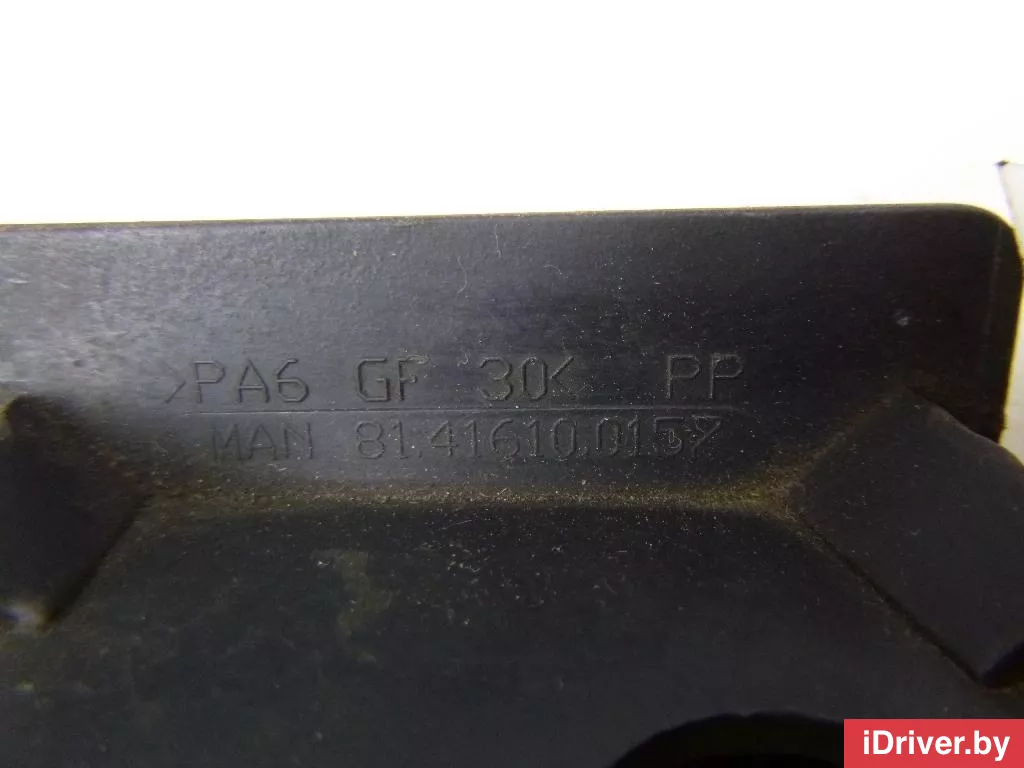 >PA6 GF 30< PP
MAN 81.41610.0157
iDriver.by